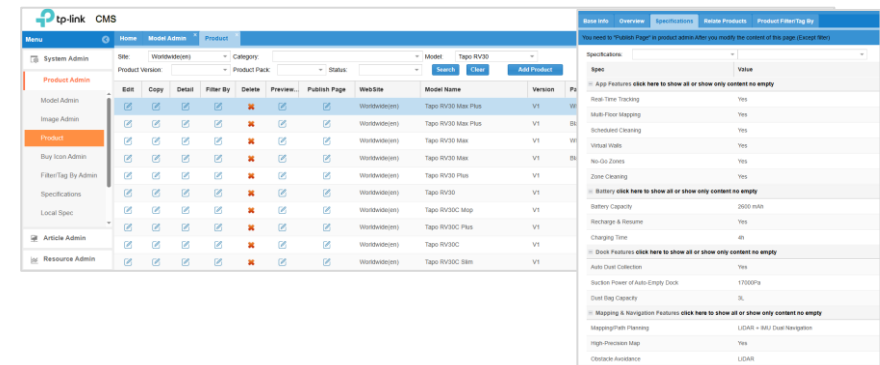 tp-link CMS
Menu
System Admin
Product Admin
Model Admin
Image Admin
Product
Buy Icon Admin
Filter/Tag By Admin
Specifications
Local Spec
Article Admin
Resource Admin
Home Model Admin Product
Site: Worldwide(en) Category: Model: Tapo RV30
Product Version: Product Pack: Status: Search Clear Add Product
Edit Copy Detail Filter By Delete Preview... Publish Page WebSite Model Name Version
Worldwide(en) Tapo RV30 Max Plus V1
Worldwide(en) Tapo RV30 Max Plus V1
Worldwide(en) Tapo RV30 Max V1
Worldwide(en) Tapo RV30 Max V1
Worldwide(en) Tapo RV30 Plus V1
Worldwide(en) Tapo RV30 V1
Worldwide(en) Tapo RV30C Mop V1
Worldwide(en) Tapo RV30C Plus V1
Worldwide(en) Tapo RV30C V1
Worldwide(en) Tapo RV30C Slim V1
Base Info Overview Specifications Relate Products Product Filter/Tag By
You need to "Publish Page" in product admin After you modify the content of this page.(Except filter)
Specifications:
Spec Value
App Features click here to show all or show only content no empty
Real-Time Tracking Yes
Multi-Floor Mapping Yes
Scheduled Cleaning Yes
Virtual Walls Yes
No-Go Zones Yes
Zone Cleaning Yes
Battery click here to show all or show only content no empty
Battery Capacity 2600 mAh
Recharge & Resume Yes
Charging Time 4h
Dock Features click here to show all or show only content no empty
Auto Dust Collection Yes
Suction Power of Auto-Empty Dock 17000Pa
Dust Bag Capacity 3L
Mapping & Navigation Features click here to show all or show only content no empty
Mapping/Path Planning LiDAR + IMU Dual Navigation
High-Precision Map Yes
Obstacle Avoidance LiDAR